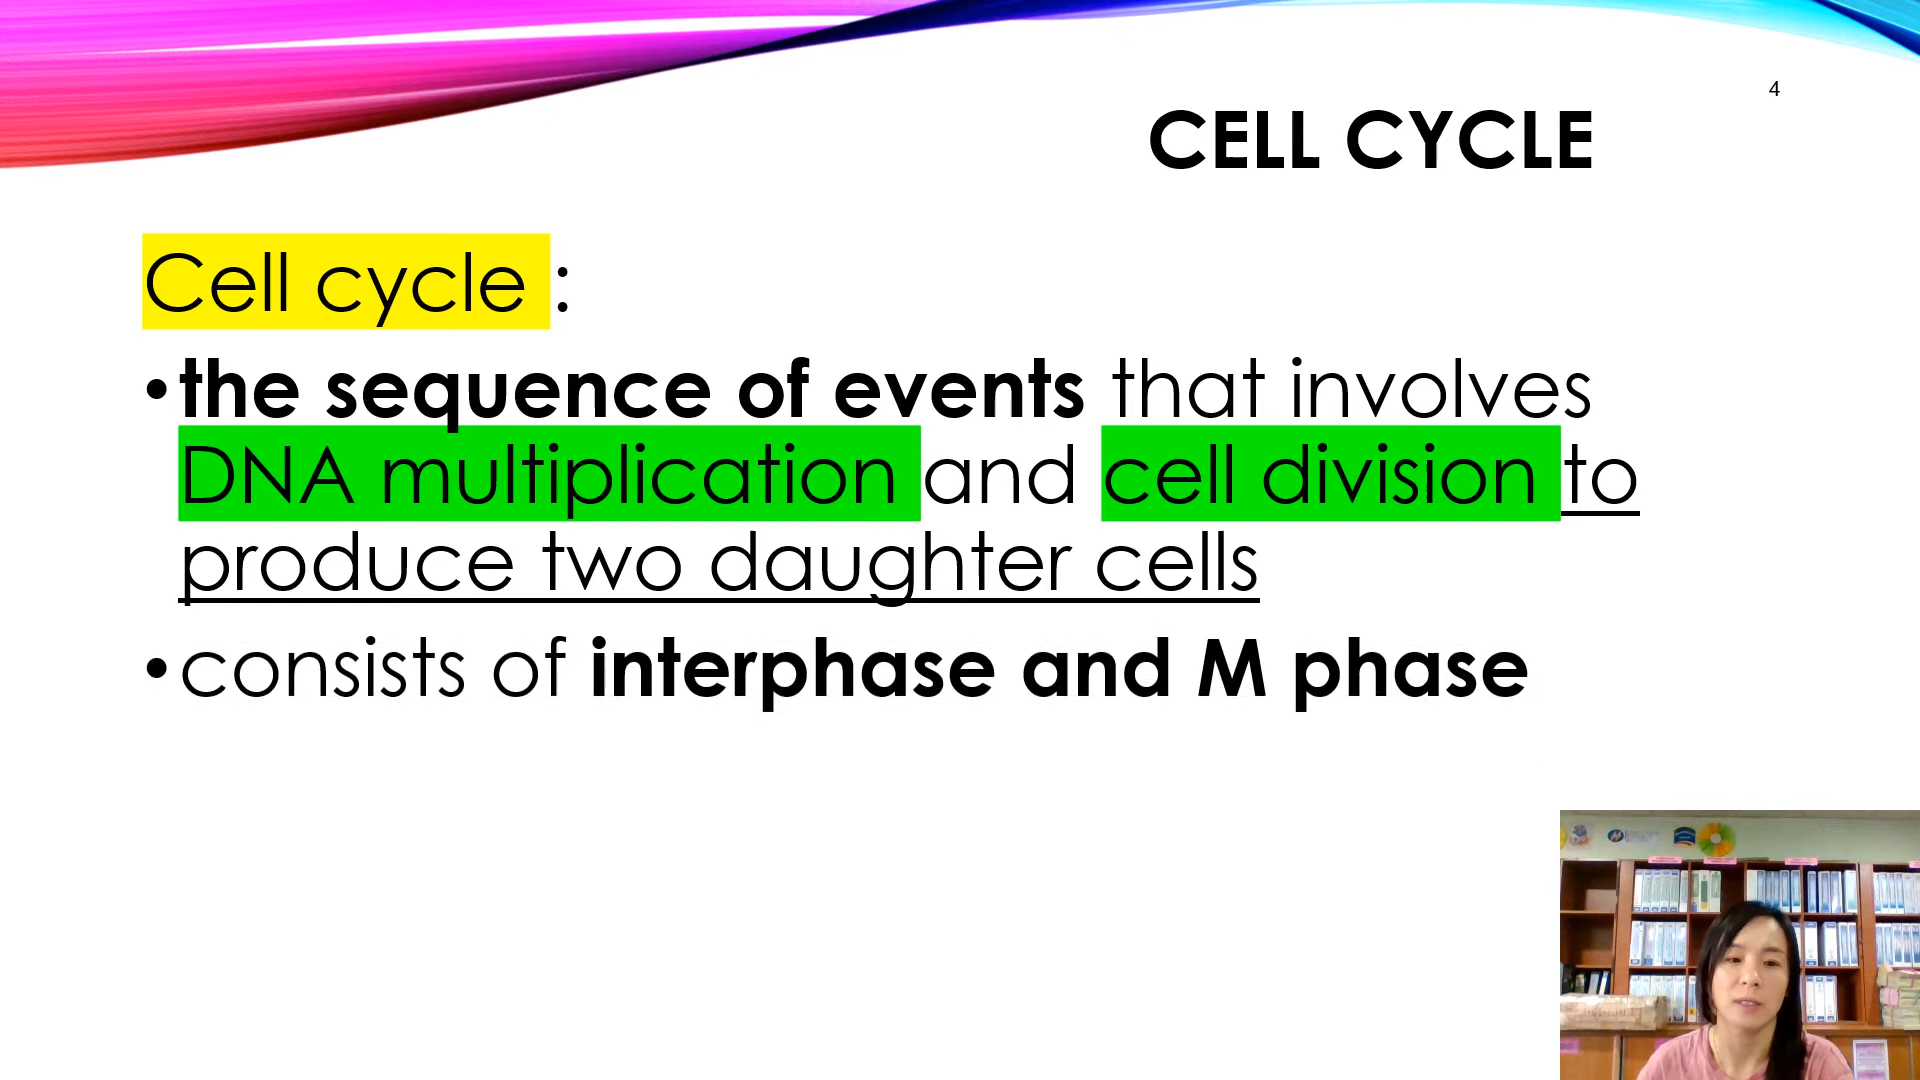 4
CELL CYCLE
Cell cycle :
•the sequence of events that involves
DNA multiplication and cell division to
produce two daughter cells
•consists of interphase and M phase